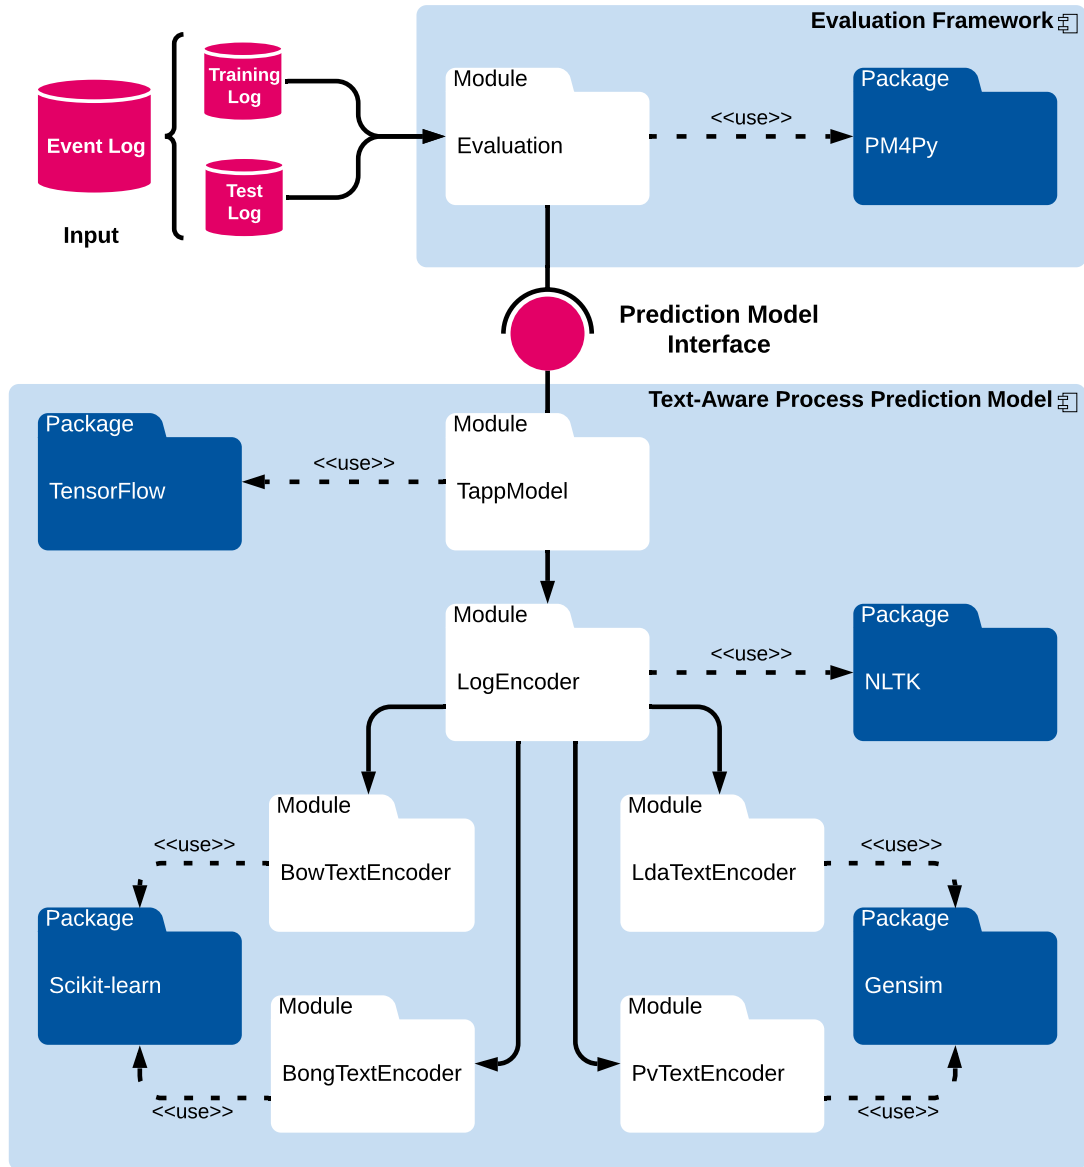 Evaluation Framework
Training
Log
Event Log
Test
Log
Input
Module
Evaluation
<<use>>
Package
PM4Py
Prediction Model
Interface
Text-Aware Process Prediction Model
Package
TensorFlow
<<use>>
Module
TappModel
Module
LogEncoder
<<use>>
Package
NLTK
Module
BowTextEncoder
<<use>>
Module
LdaTextEncoder
<<use>>
Package
Scikit-learn
Package
Gensim
Module
BongTextEncoder
<<use>>
Module
PvTextEncoder
<<use>>